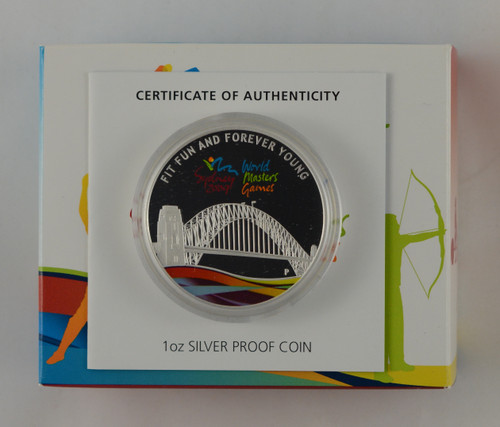 CERTIFICATE OF AUTHENTICITY
FIT FUN AND FOREVER YOUNG
Sydney
2009
World
Masters
Games
P
1oz SILVER PROOF COIN